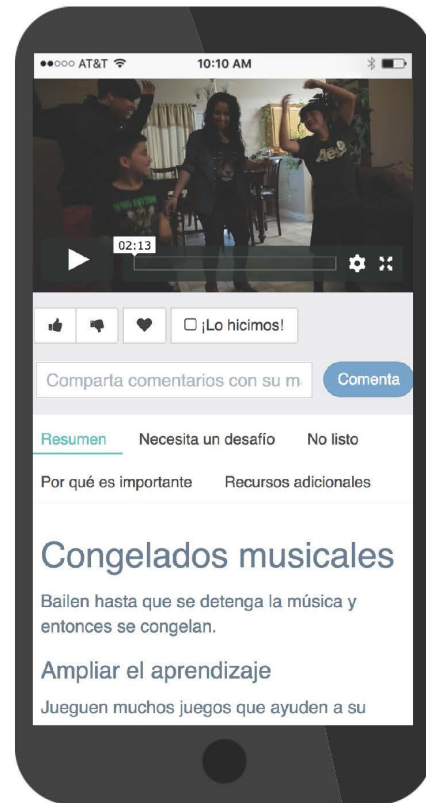 AT&T 10:10 AM
02:13
¡Lo hicimos!
Comparta comentarios con su m
Comenta
Resumen Necesita un desafío No listo
Por qué es importante Recursos adicionales
Congelados musicales
Bailen hasta que se detenga la música y
entonces se congelan.
Ampliar el aprendizaje
Jueguen muchos juegos que ayuden a su